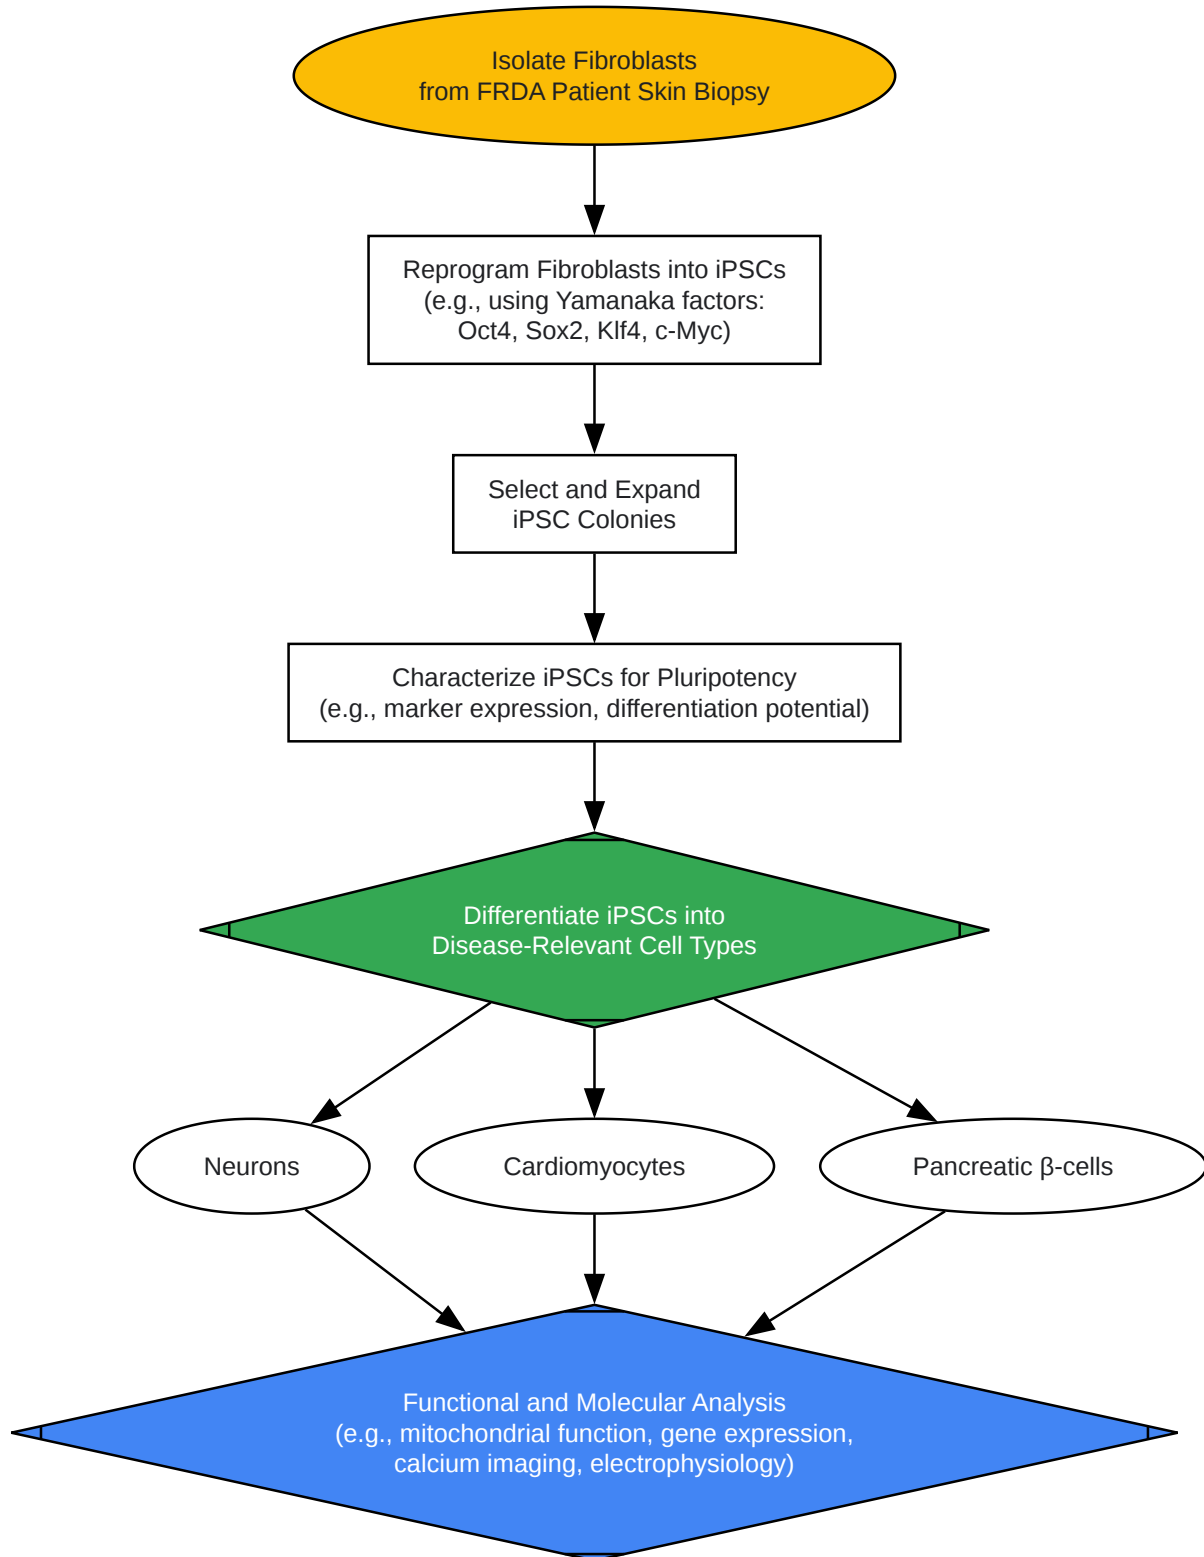 Isolate Fibroblasts
from FRDA Patient Skin Biopsy
Reprogram Fibroblasts into iPSCs
(e.g., using Yamanaka factors:
Oct4, Sox2, Klf4, c-Myc)
Select and Expand
iPSC Colonies
Characterize iPSCs for Pluripotency
(e.g., marker expression, differentiation potential)
Differentiate iPSCs into
Disease-Relevant Cell Types
Neurons
Cardiomyocytes
Pancreatic β-cells
Functional and Molecular Analysis
(e.g., mitochondrial function, gene expression,
calcium imaging, electrophysiology)